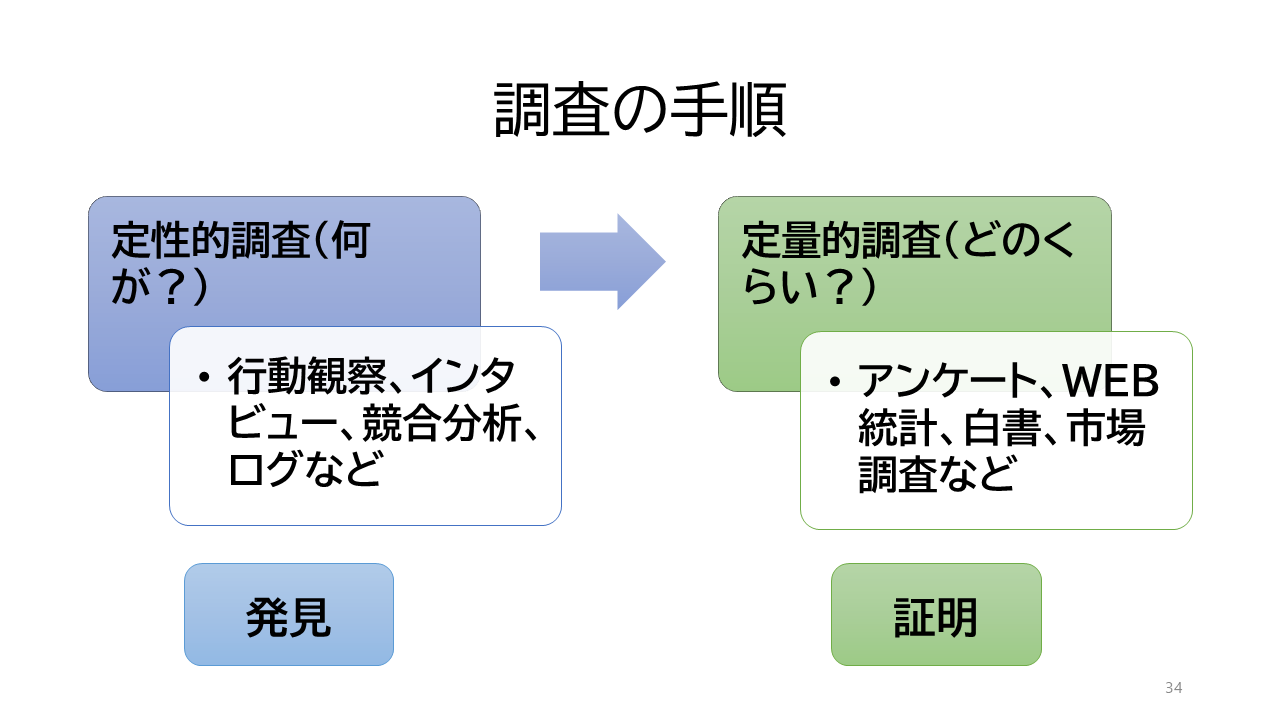 調査の手順
定性的調査（何
が？）
• 行動観察、インタ
ビュー、競合分析、
ログなど
発見
定量的調査（どのく
らい？）
• アンケート、WEB
統計、白書、市場
調査など
証明
34